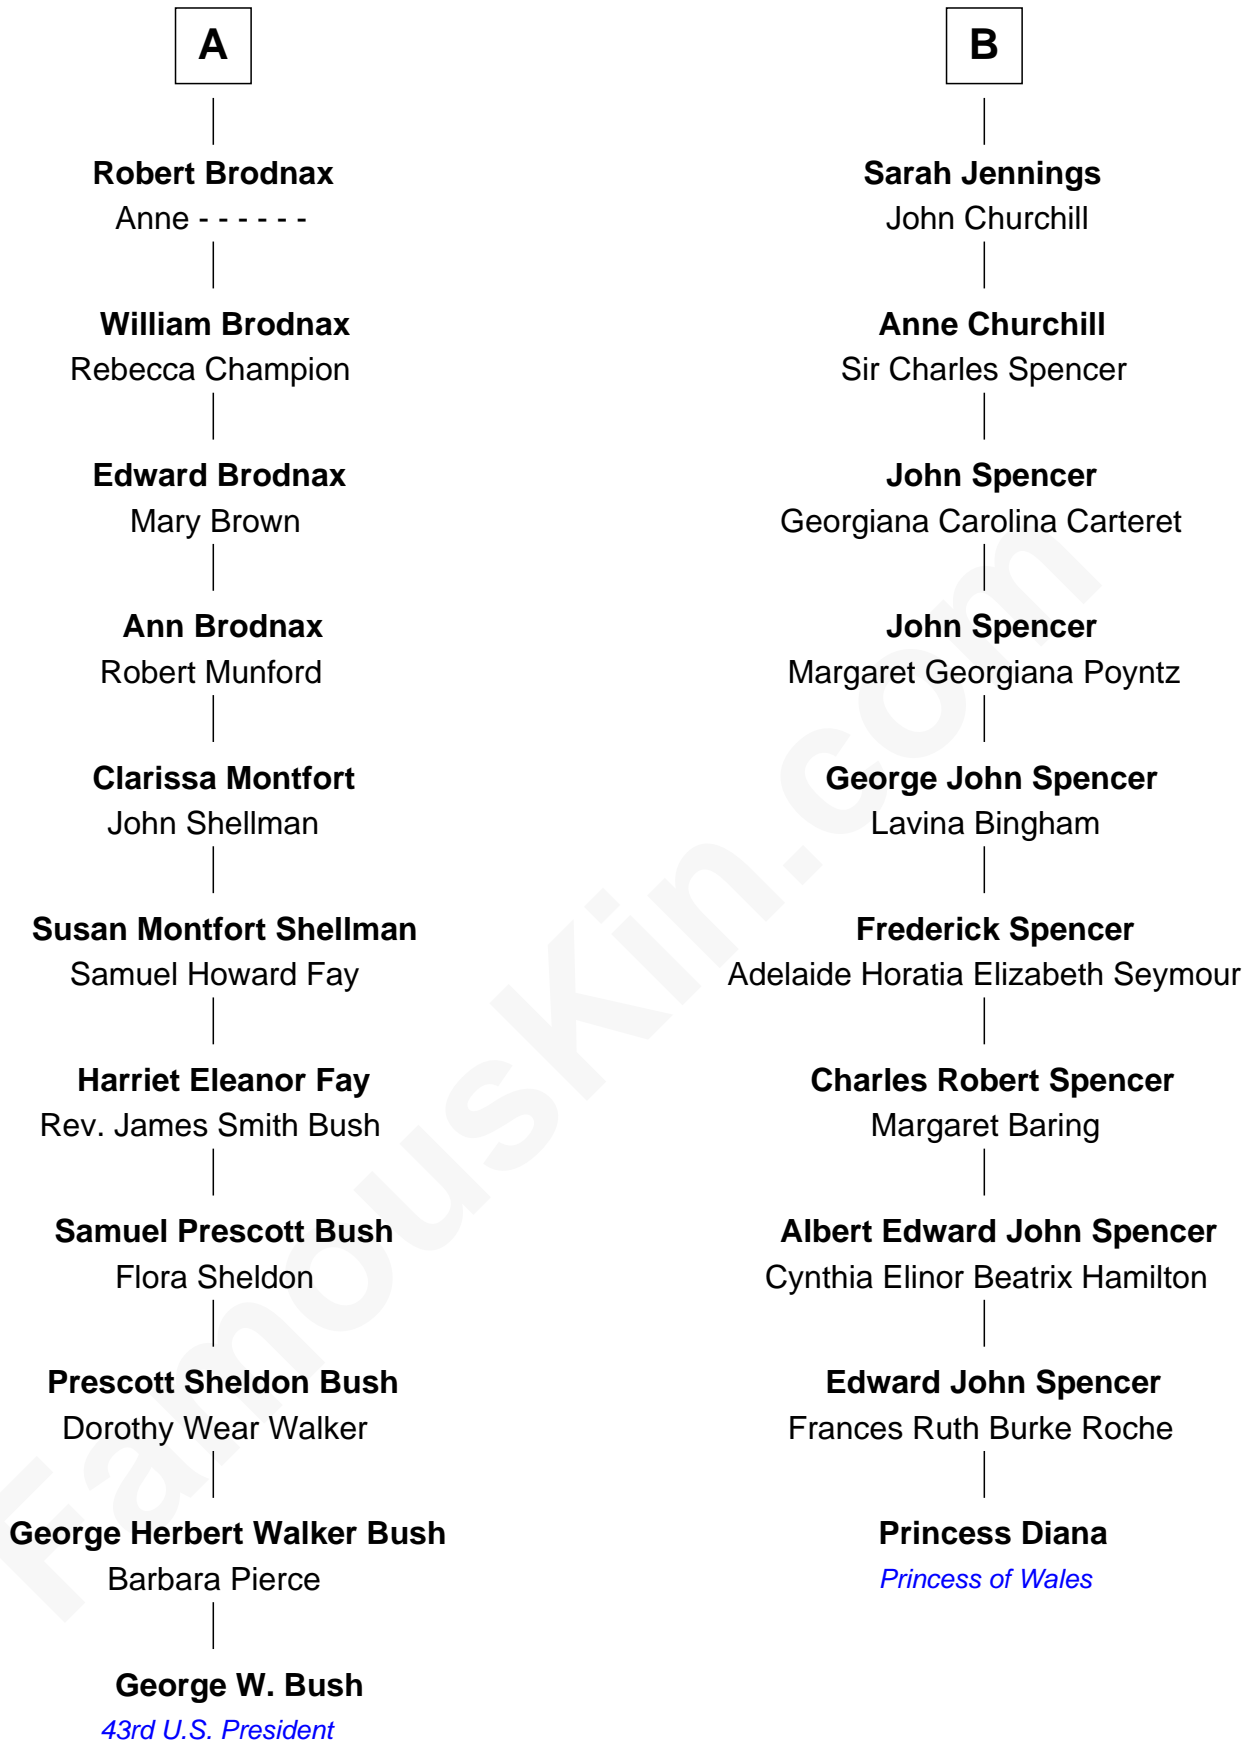 A
Robert Brodnax
Anne - - - - - -
William Brodnax
Rebecca Champion
Edward Brodnax
Mary Brown
Ann Brodnax
Robert Munford
Clarissa Montfort
John Shellman
Susan Montfort Shellman
Samuel Howard Fay
Harriet Eleanor Fay
Rev. James Smith Bush
Samuel Prescott Bush
Flora Sheldon
Prescott Sheldon Bush
Dorothy Wear Walker
George Herbert Walker Bush
Barbara Pierce
George W. Bush
43rd U.S. President
B
Sarah Jennings
John Churchill
Anne Churchill
Sir Charles Spencer
John Spencer
Georgiana Carolina Carteret
John Spencer
Margaret Georgiana Poyntz
George John Spencer
Lavina Bingham
Frederick Spencer
Adelaide Horatia Elizabeth Seymour
Charles Robert Spencer
Margaret Baring
Albert Edward John Spencer
Cynthia Elinor Beatrix Hamilton
Edward John Spencer
Frances Ruth Burke Roche
Princess Diana
Princess of Wales
FamousKin.com